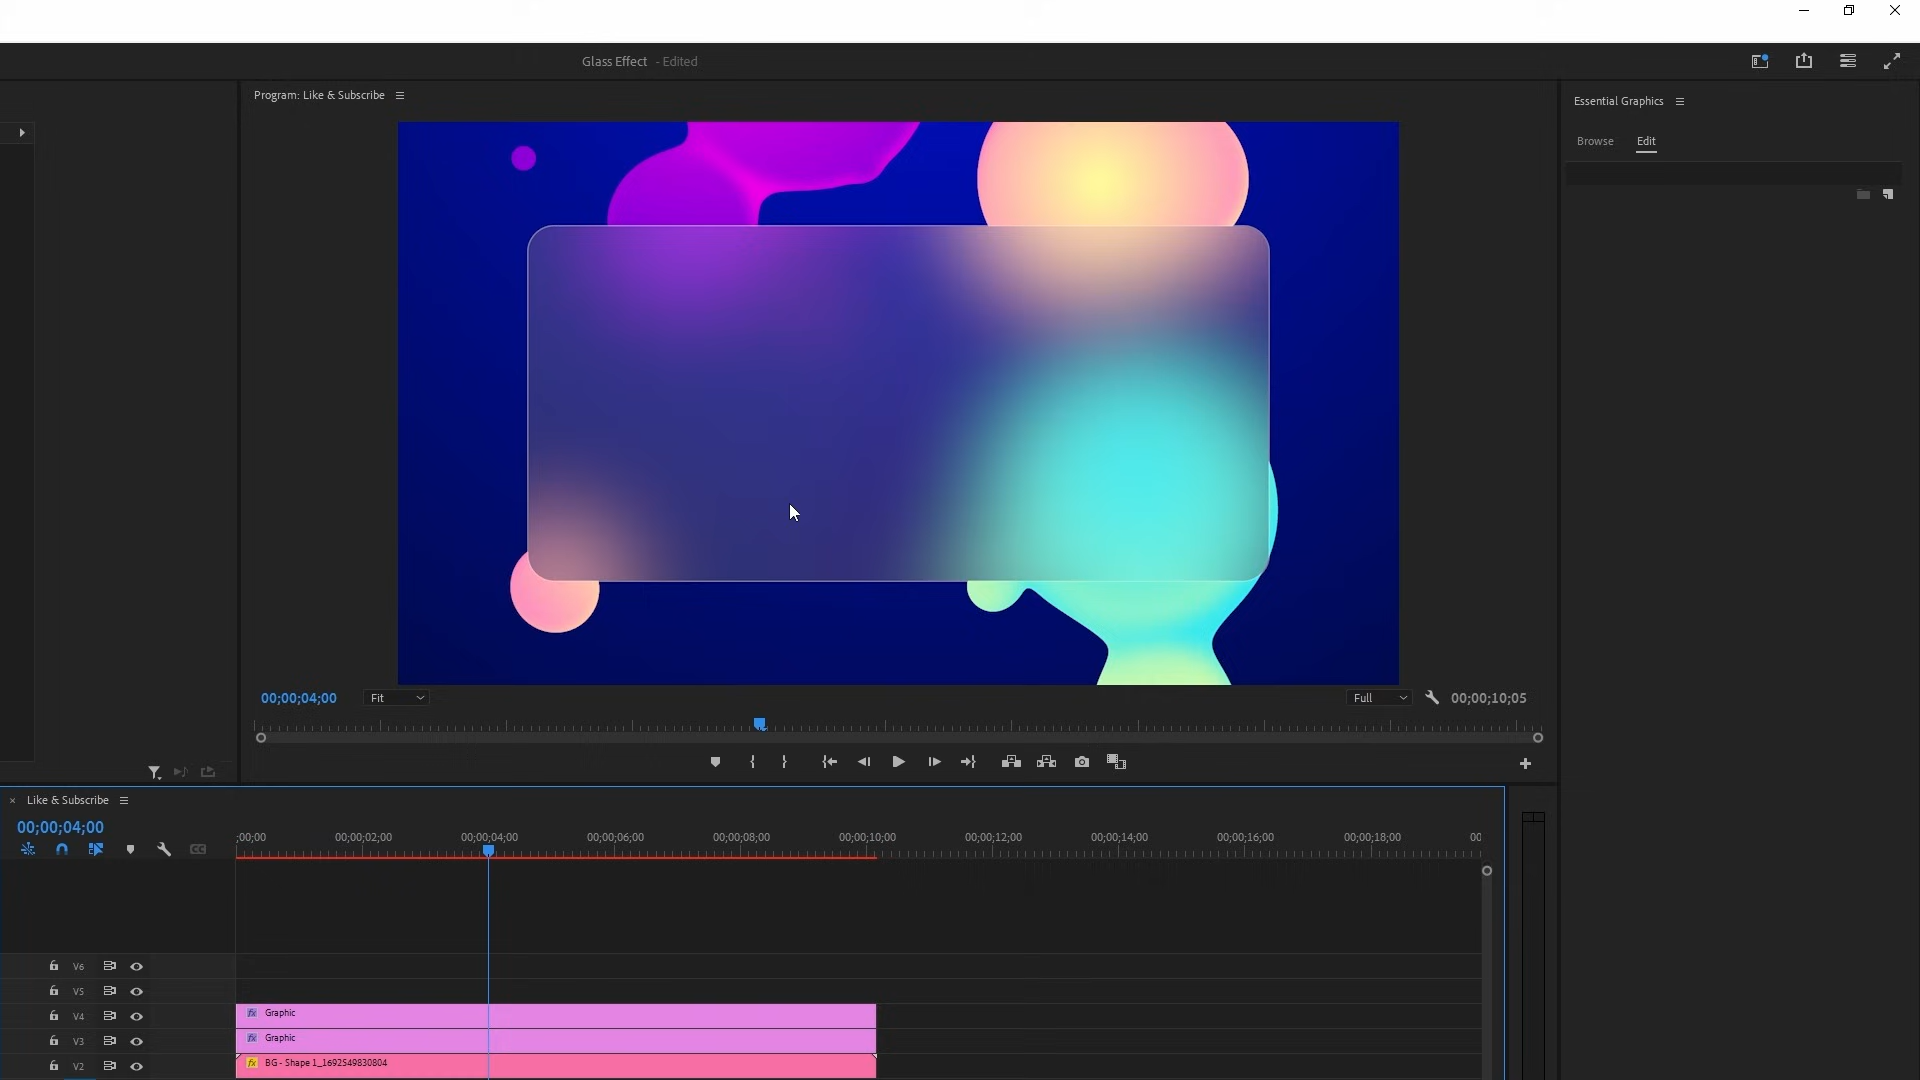 Glass Effect - Edited
Program: Like & Subscribe
Essential Graphics
Browse Edit
00;00;04;00 Fit Full 00;00;10;05
Like & Subscribe
00;00;04;00
;00;00 00;00;02;00 00;00;04;00 00;00;06;00 00;00;08;00 00;00;10;00 00;00;12;00 00;00;14;00 00;00;16;00 00;00;18;00 00
V6
V5
V4 fx Graphic
V3 fx Graphic
V2 fx BG - Shape 1_1692549830804